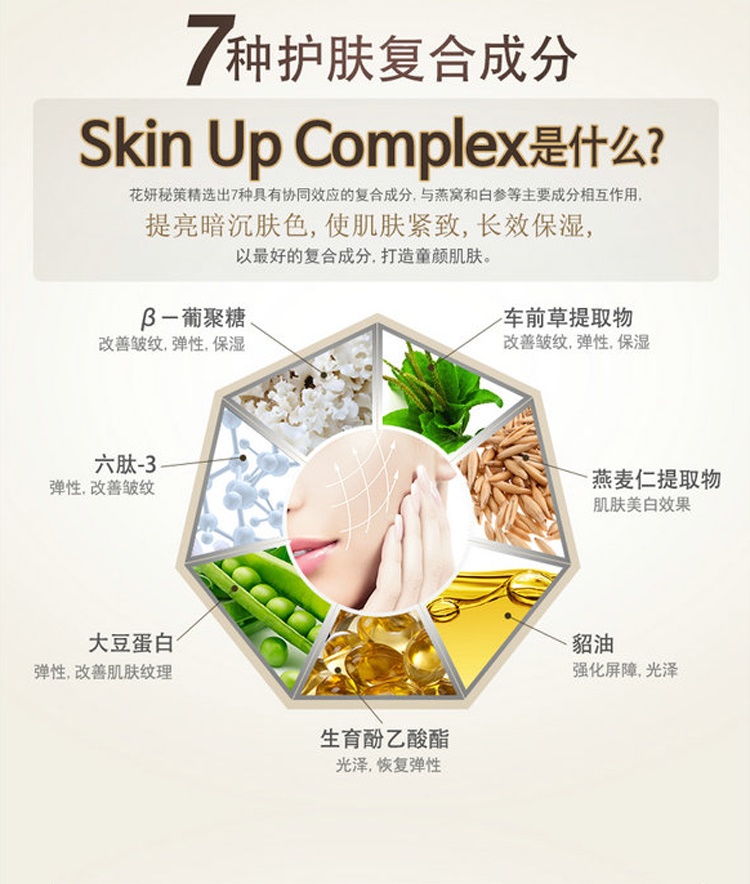 7种护肤复合成分
Skin Up Complex是什么?
花妍秘策精选出7种具有协同效应的复合成分, 与燕窝和白参等主要成分相互作用,
提亮暗沉肤色, 使肌肤紧致, 长效保湿,
以最好的复合成分, 打造童颜肌肤。
β－葡聚糖
改善皱纹, 弹性, 保湿
车前草提取物
改善皱纹, 弹性, 保湿
六肽-3
弹性, 改善皱纹
燕麦仁提取物
肌肤美白效果
大豆蛋白
弹性, 改善肌肤纹理
貂油
强化屏障, 光泽
生育酚乙酸酯
光泽, 恢复弹性